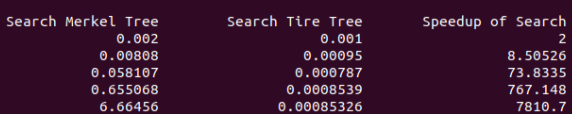 Search Merkel Tree Search Tire Tree Speedup of Search
0.002 0.001 2
0.00808 0.00095 8.50526
0.058107 0.000787 73.8335
0.655068 0.0008539 767.148
6.66456 0.00085326 7810.7